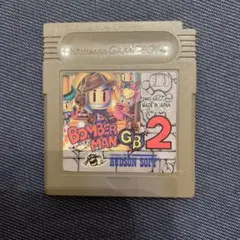 Nintendo GAME BOY
MADE IN JAPAN
BOMBER
MAN GB 2
HUDSON SOFT